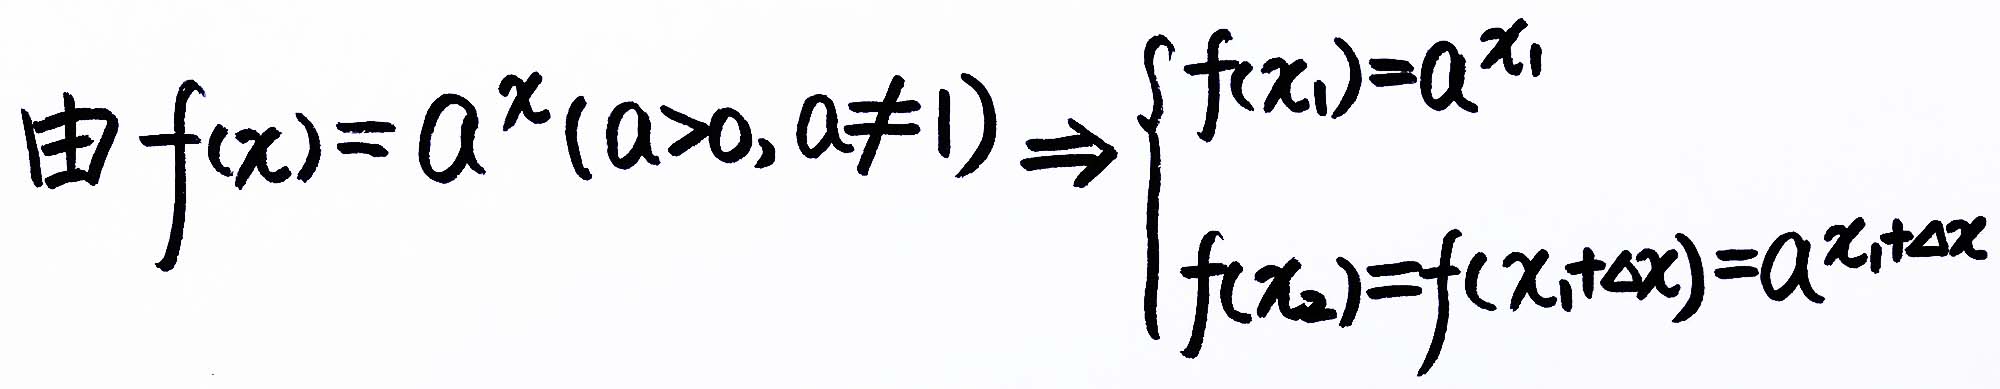 由 f(x) = a^x (a>0, a≠1) ⇒ { f(x₁) = a^{x₁}
f(x₂) = f(x₁+Δx) = a^{x₁+Δx}